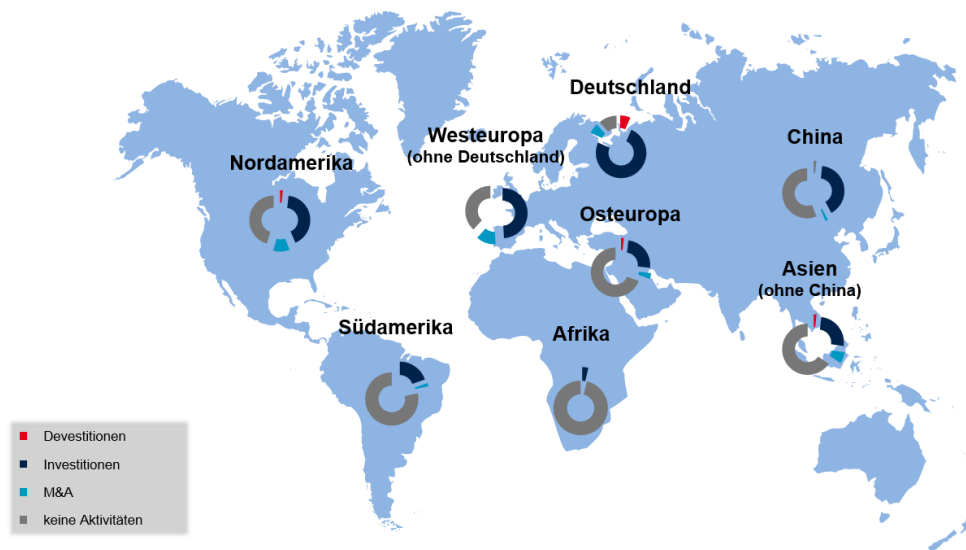 Deutschland
Westeuropa
(ohne Deutschland)
China
Nordamerika
Osteuropa
Asien
(ohne China)
Südamerika
Afrika
Devestitionen
Investitionen
M&A
keine Aktivitäten